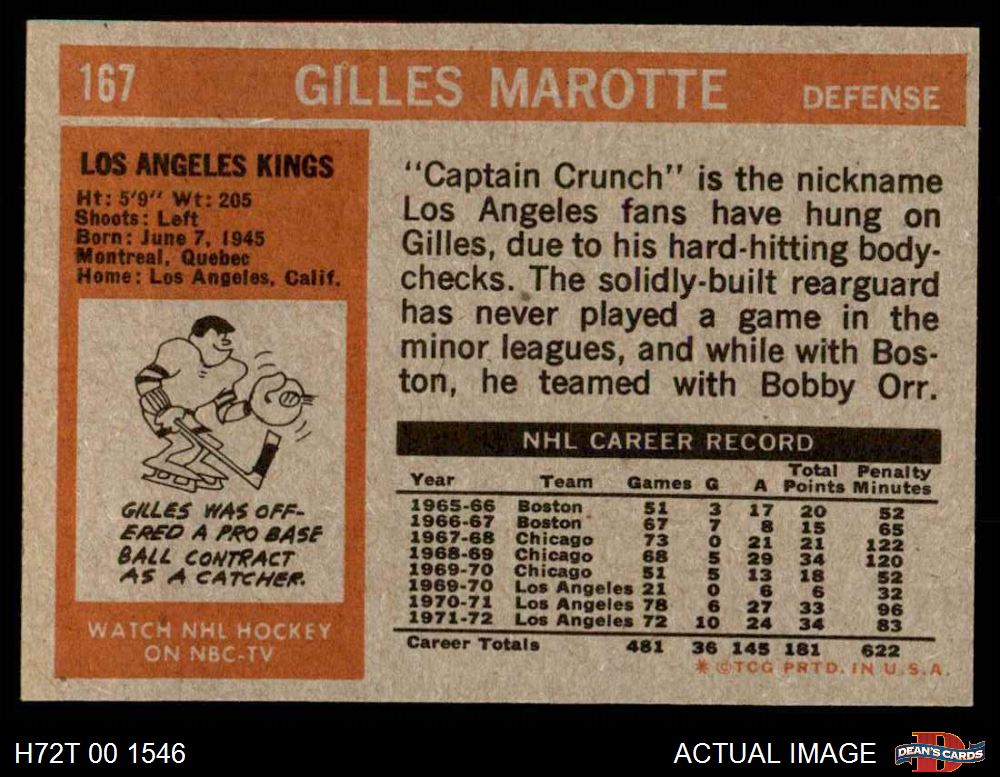 167 GILLES MAROTTE DEFENSE
LOS ANGELES KINGS
Ht: 5'9" Wt: 205
Shoots: Left
Born: June 7, 1945
Montreal, Quebec
Home: Los Angeles, Calif.
GILLES WAS OFF-
ERED A PRO BASE
BALL CONTRACT
AS A CATCHER.
WATCH NHL HOCKEY
ON NBC-TV
"Captain Crunch" is the nickname
Los Angeles fans have hung on
Gilles, due to his hard-hitting body-
checks. The solidly-built rearguard
has never played a game in the
minor leagues, and while with Bos-
ton, he teamed with Bobby Orr.
NHL CAREER RECORD
Year Team Games G A Total Points Penalty Minutes
1965-66 Boston 51 3 17 20 52
1966-67 Boston 67 7 8 15 65
1967-68 Chicago 73 0 21 21 122
1968-69 Chicago 68 5 29 34 120
1969-70 Chicago 51 5 13 18 52
1969-70 Los Angeles 21 0 6 6 32
1970-71 Los Angeles 78 6 27 33 96
1971-72 Los Angeles 72 10 24 34 83
Career Totals 481 36 145 181 622
* © TCG PRTD. IN U.S.A.
H72T 00 1546 ACTUAL IMAGE DEAN'S CARDS